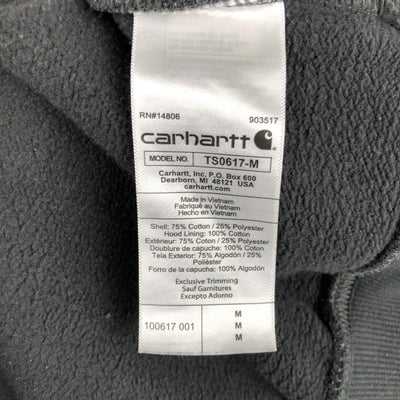 RN#14806 903517
carhartt
MODEL NO. TS0617-M
Carhartt, Inc. P.O. Box 600
Dearborn, MI 48121 USA
carhartt.com
Made in Vietnam
Fabriqué au Vietnam
Hecho en Vietnam
Shell: 75% Cotton / 25% Polyester
Hood Lining: 100% Cotton
Extérieur: 75% Coton / 25% Polyester
Doublure de capuche: 100% Coton
Tela Exterior: 75% Algodón / 25%
Poliéster
Forro de la capucha: 100% Algodón
Exclusive Trimming
Sauf Garnitures
Excepto Adorno
100617 001 M
M
M